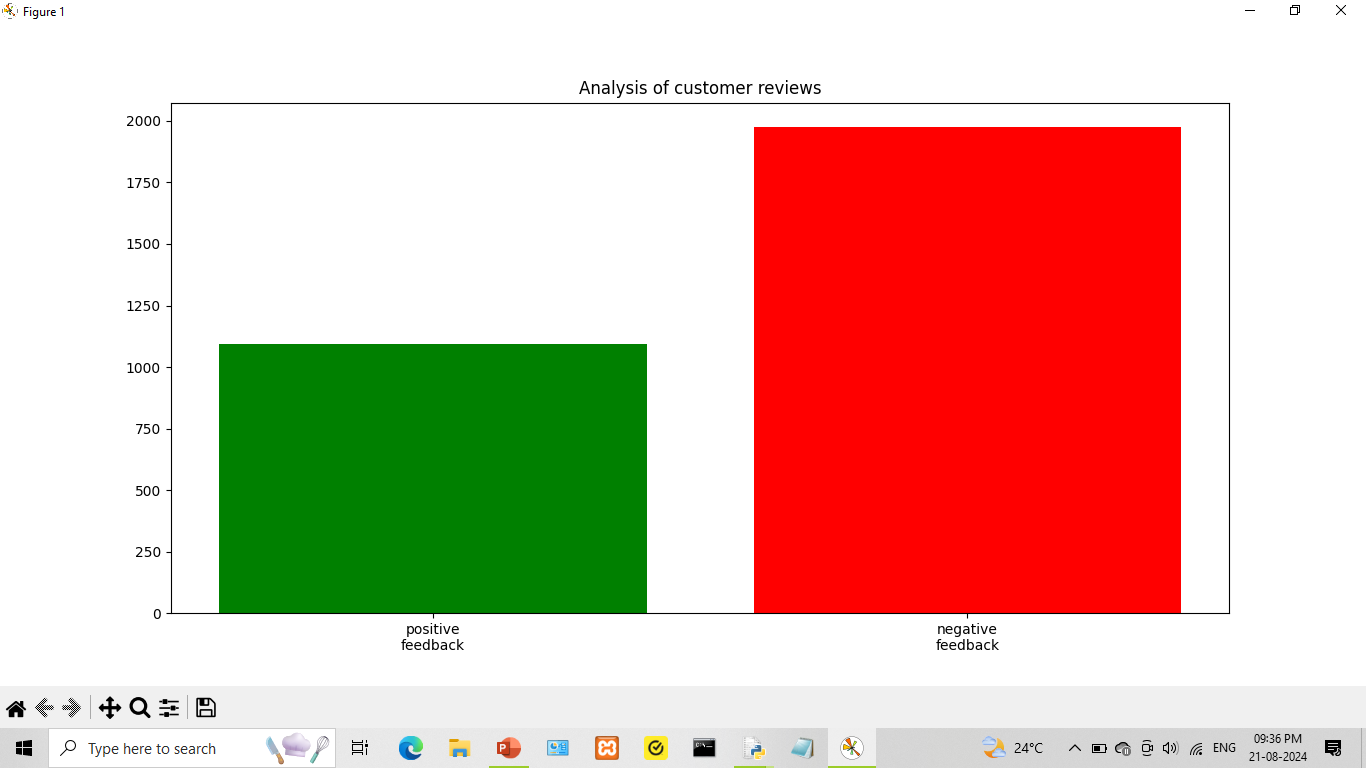 Figure 1
Analysis of customer reviews
2000
1750
1500
1250
1000
750
500
250
0
positive
feedback
negative
feedback
Type here to search
24°C
ENG
09:36 PM
21-08-2024